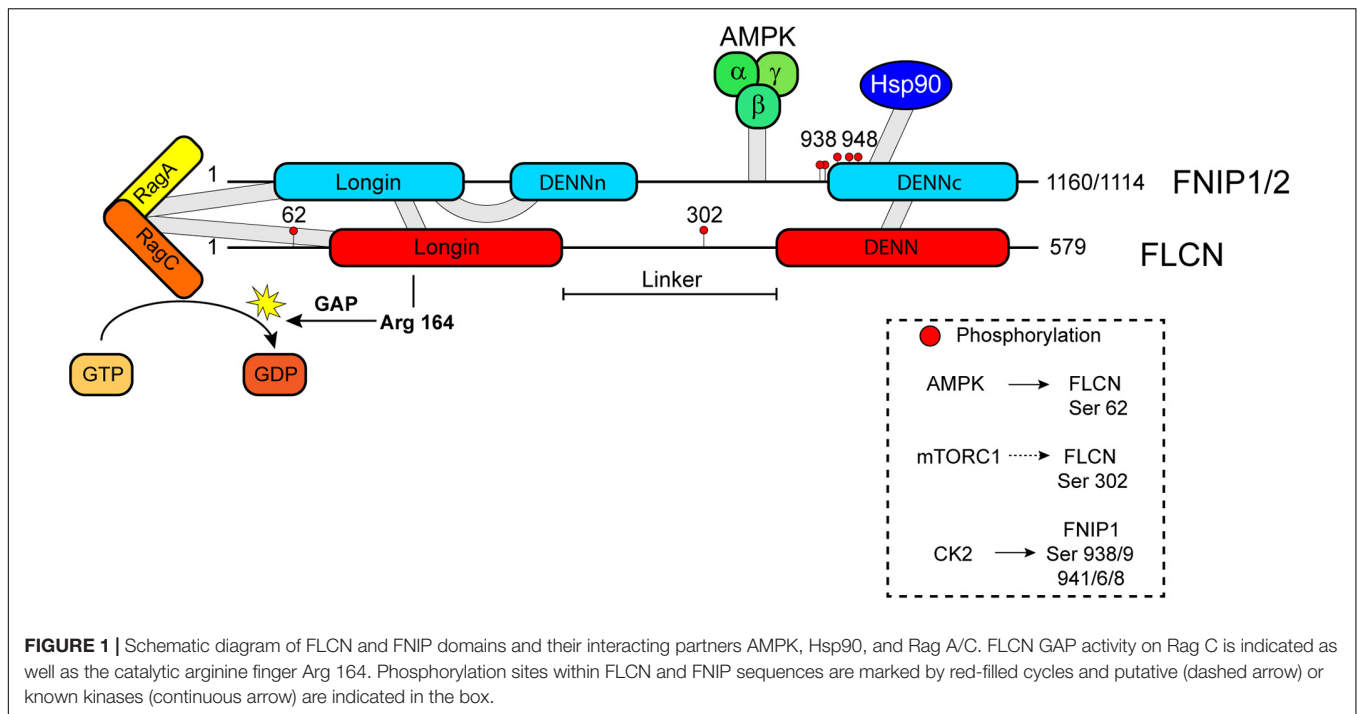 AMPK
α γ
β
Hsp90
RagA
RagC
1
Longin
DENNn
938 948
DENNc
1160/1114
FNIP1/2
62
302
1
Longin
DENN
579
FLCN
Linker
GAP
Arg 164
GTP
GDP
Phosphorylation
AMPK FLCN
Ser 62
mTORC1 FLCN
Ser 302
FNIP1
CK2 Ser 938/9
941/6/8
FIGURE 1 | Schematic diagram of FLCN and FNIP domains and their interacting partners AMPK, Hsp90, and Rag A/C. FLCN GAP activity on Rag C is indicated as
well as the catalytic arginine finger Arg 164. Phosphorylation sites within FLCN and FNIP sequences are marked by red-filled cycles and putative (dashed arrow) or
known kinases (continuous arrow) are indicated in the box.